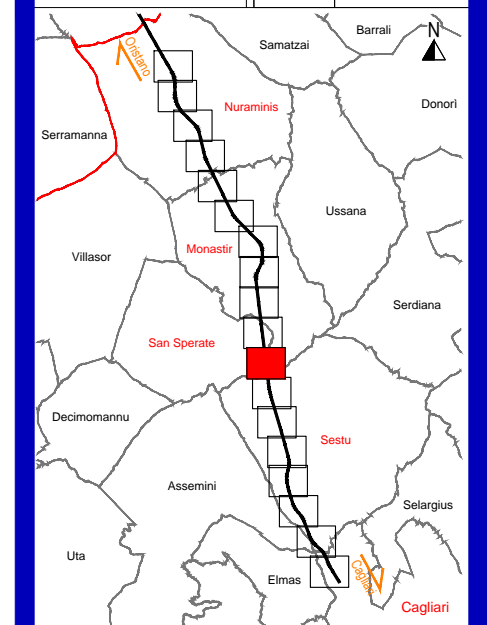 Barrali
N
Samatzai
Oristano
Donorì
Nuraminis
Serramanna
Ussana
Monastir
Villasor
Serdiana
San Sperate
Decimomannu
Sestu
Assemini
Selargius
Uta
Elmas
Cagliari
Cagliari